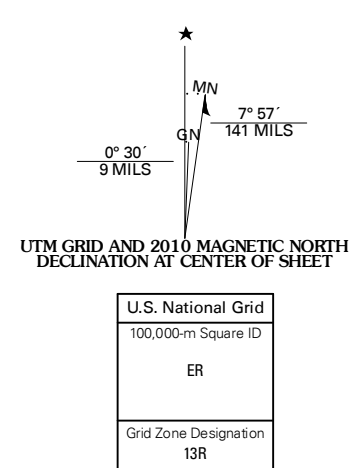 MN
7° 57´
141 MILS
GN
0° 30´
9 MILS
UTM GRID AND 2010 MAGNETIC NORTH
DECLINATION AT CENTER OF SHEET
U.S. National Grid
100,000-m Square ID
ER
Grid Zone Designation
13R